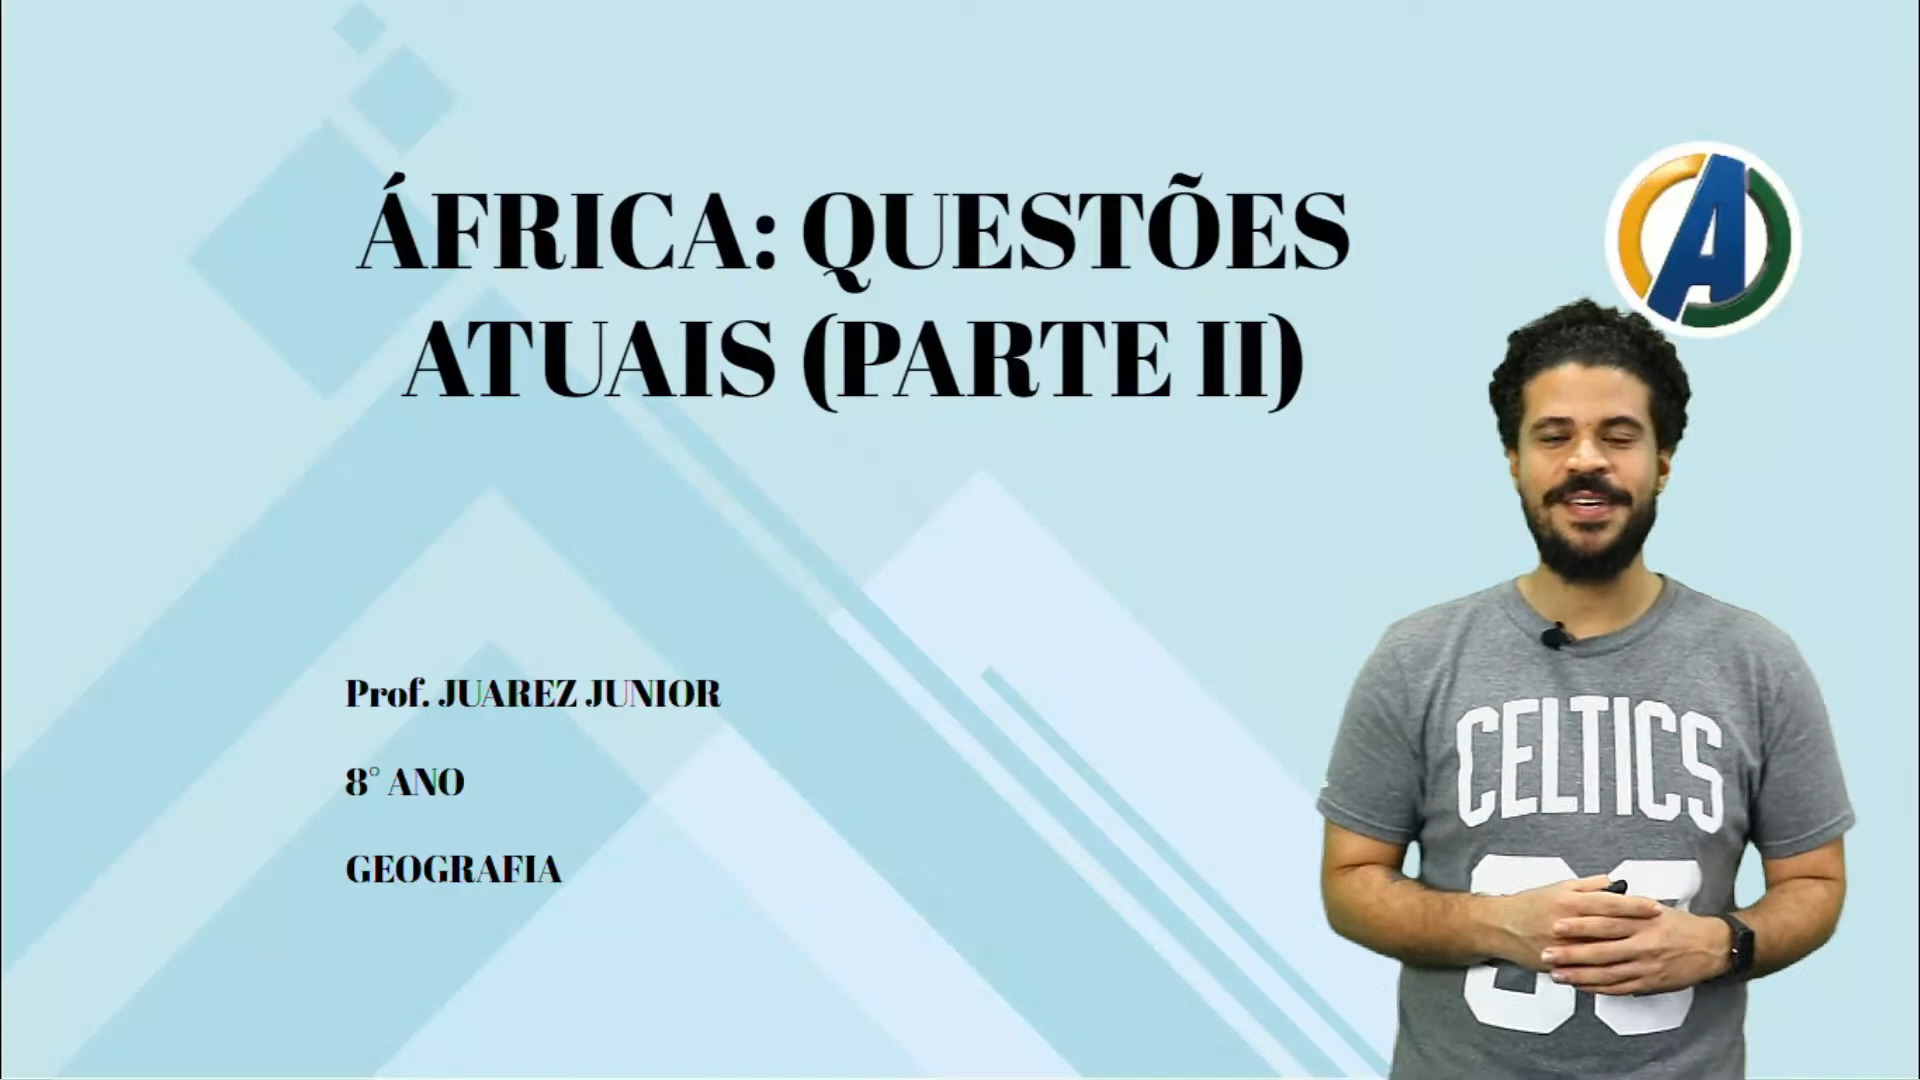 ÁFRICA: QUESTÕES
ATUAIS (PARTE II)
Prof. JUAREZ JUNIOR
8° ANO
GEOGRAFIA
A
CELTICS